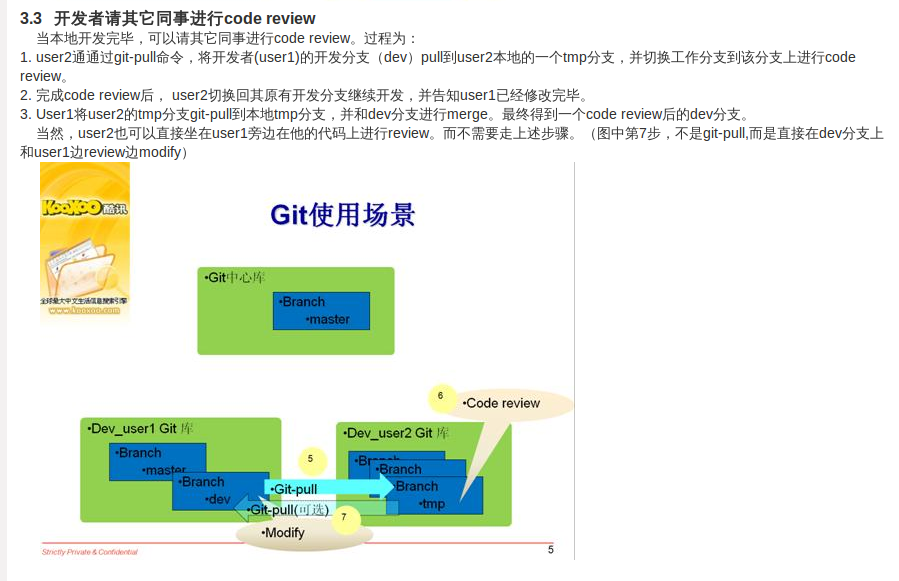 3.3 开发者请其它同事进行code review
当本地开发完毕，可以请其它同事进行code review。过程为：
1. user2通通过git-pull命令，将开发者(user1)的开发分支（dev）pull到user2本地的一个tmp分支，并切换工作分支到该分支上进行code
review。
2. 完成code review后， user2切换回其原有开发分支继续开发，并告知user1已经修改完毕。
3. User1将user2的tmp分支git-pull到本地tmp分支，并和dev分支进行merge。最终得到一个code review后的dev分支。
当然，user2也可以直接坐在user1旁边在他的代码上进行review。而不需要走上述步骤。（图中第7步，不是git-pull,而是直接在dev分支上
和user1边review边modify）
KooXoo酷讯
全球最大中文生活信息搜索引擎
www.kooxoo.com
Git使用场景
•Git中心库
•Branch
•master
6
•Code review
•Dev_user1 Git 库
•Branch
•master
•Branch
•dev
5
•Git-pull
•Git-pull(可选)
7
•Modify
•Dev_user2 Git 库
•Branch
Branch
•tmp
Strictly Private & Confidential
5